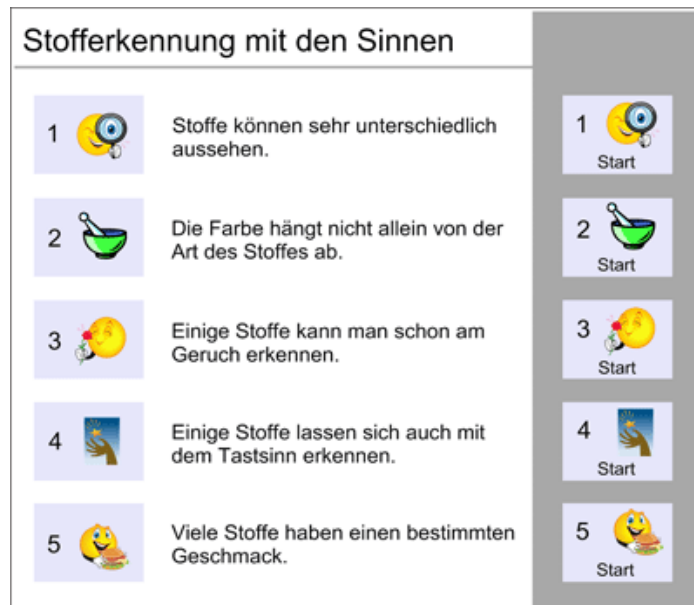 Stofferkennung mit den Sinnen
1
Stoffe können sehr unterschiedlich
aussehen.
1
Start
2
Die Farbe hängt nicht allein von der
Art des Stoffes ab.
2
Start
3
Einige Stoffe kann man schon am
Geruch erkennen.
3
Start
4
Einige Stoffe lassen sich auch mit
dem Tastsinn erkennen.
4
Start
5
Viele Stoffe haben einen bestimmten
Geschmack.
5
Start